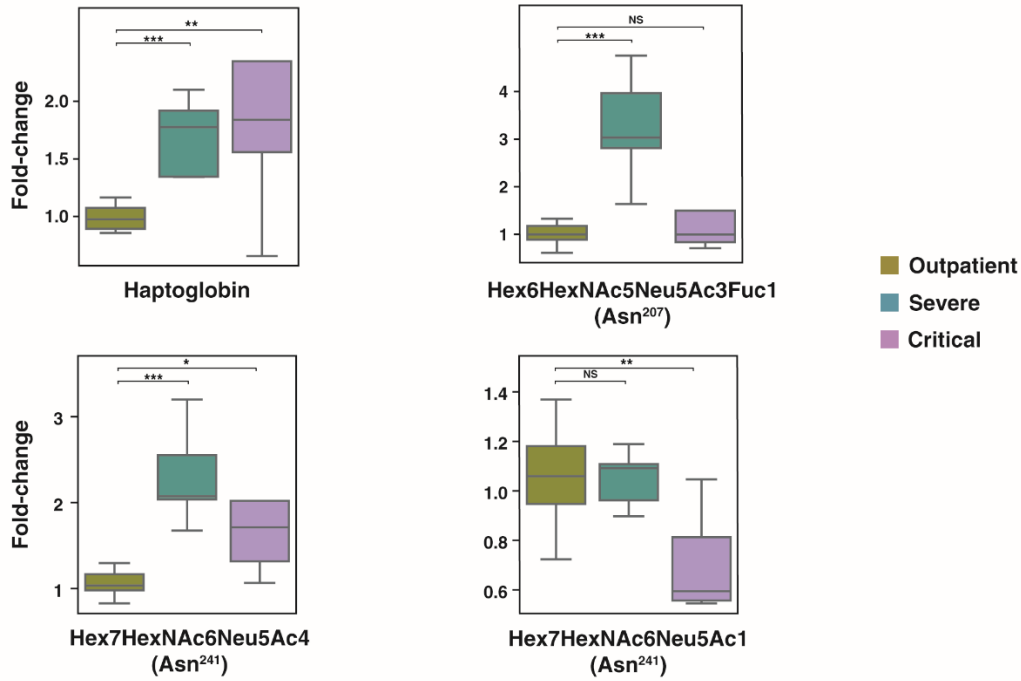 **
***
Fold-change
2.0
1.5
1.0
Haptoglobin
NS
***
4
3
2
1
Hex6HexNAc5Neu5Ac3Fuc1
(Asn²⁰⁷)
Outpatient
Severe
Critical
*
***
Fold-change
3
2
1
Hex7HexNAc6Neu5Ac4
(Asn²⁴¹)
**
NS
1.4
1.2
1.0
0.8
0.6
Hex7HexNAc6Neu5Ac1
(Asn²⁴¹)